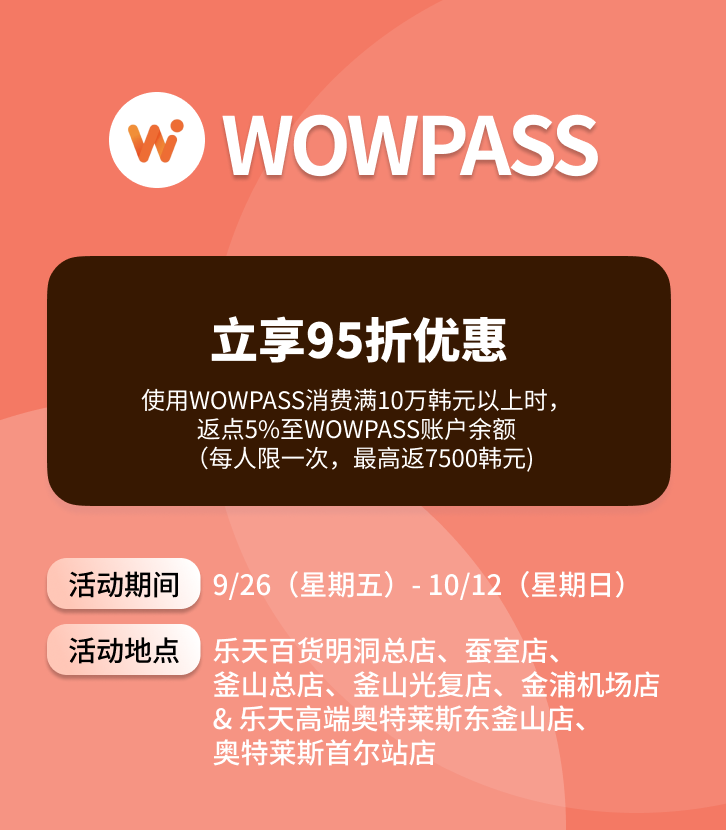 WOWPASS
立享95折优惠
使用WOWPASS消费满10万韩元以上时，
返点5%至WOWPASS账户余额
（每人限一次，最高返7500韩元)
活动期间 9/26（星期五）- 10/12（星期日）
活动地点 乐天百货明洞总店、蚕室店、
釜山总店、釜山光复店、金浦机场店
& 乐天高端奥特莱斯东釜山店、
奥特莱斯首尔站店